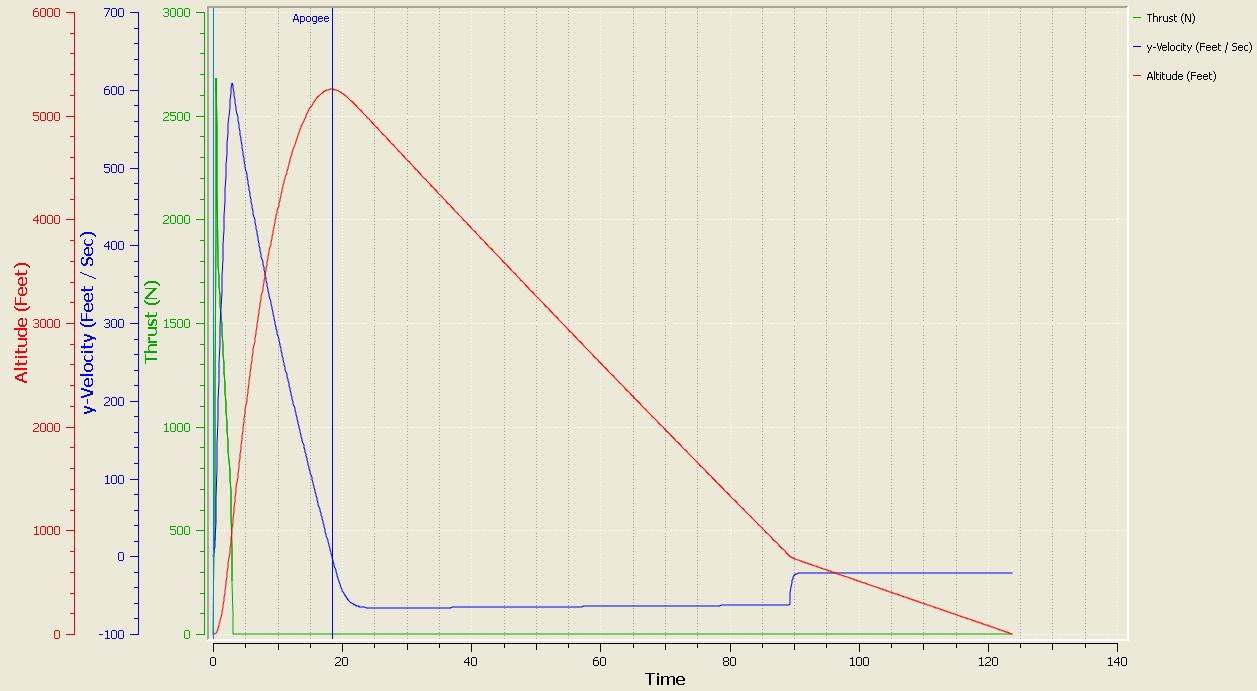 6000
5000
4000
3000
2000
1000
0
Altitude (Feet)
700
600
500
400
300
200
100
0
-100
y-Velocity (Feet / Sec)
3000
2500
2000
1500
1000
500
0
Thrust (N)
Apogee
0 20 40 60 80 100 120 140
Time
Thrust (N)
y-Velocity (Feet / Sec)
Altitude (Feet)